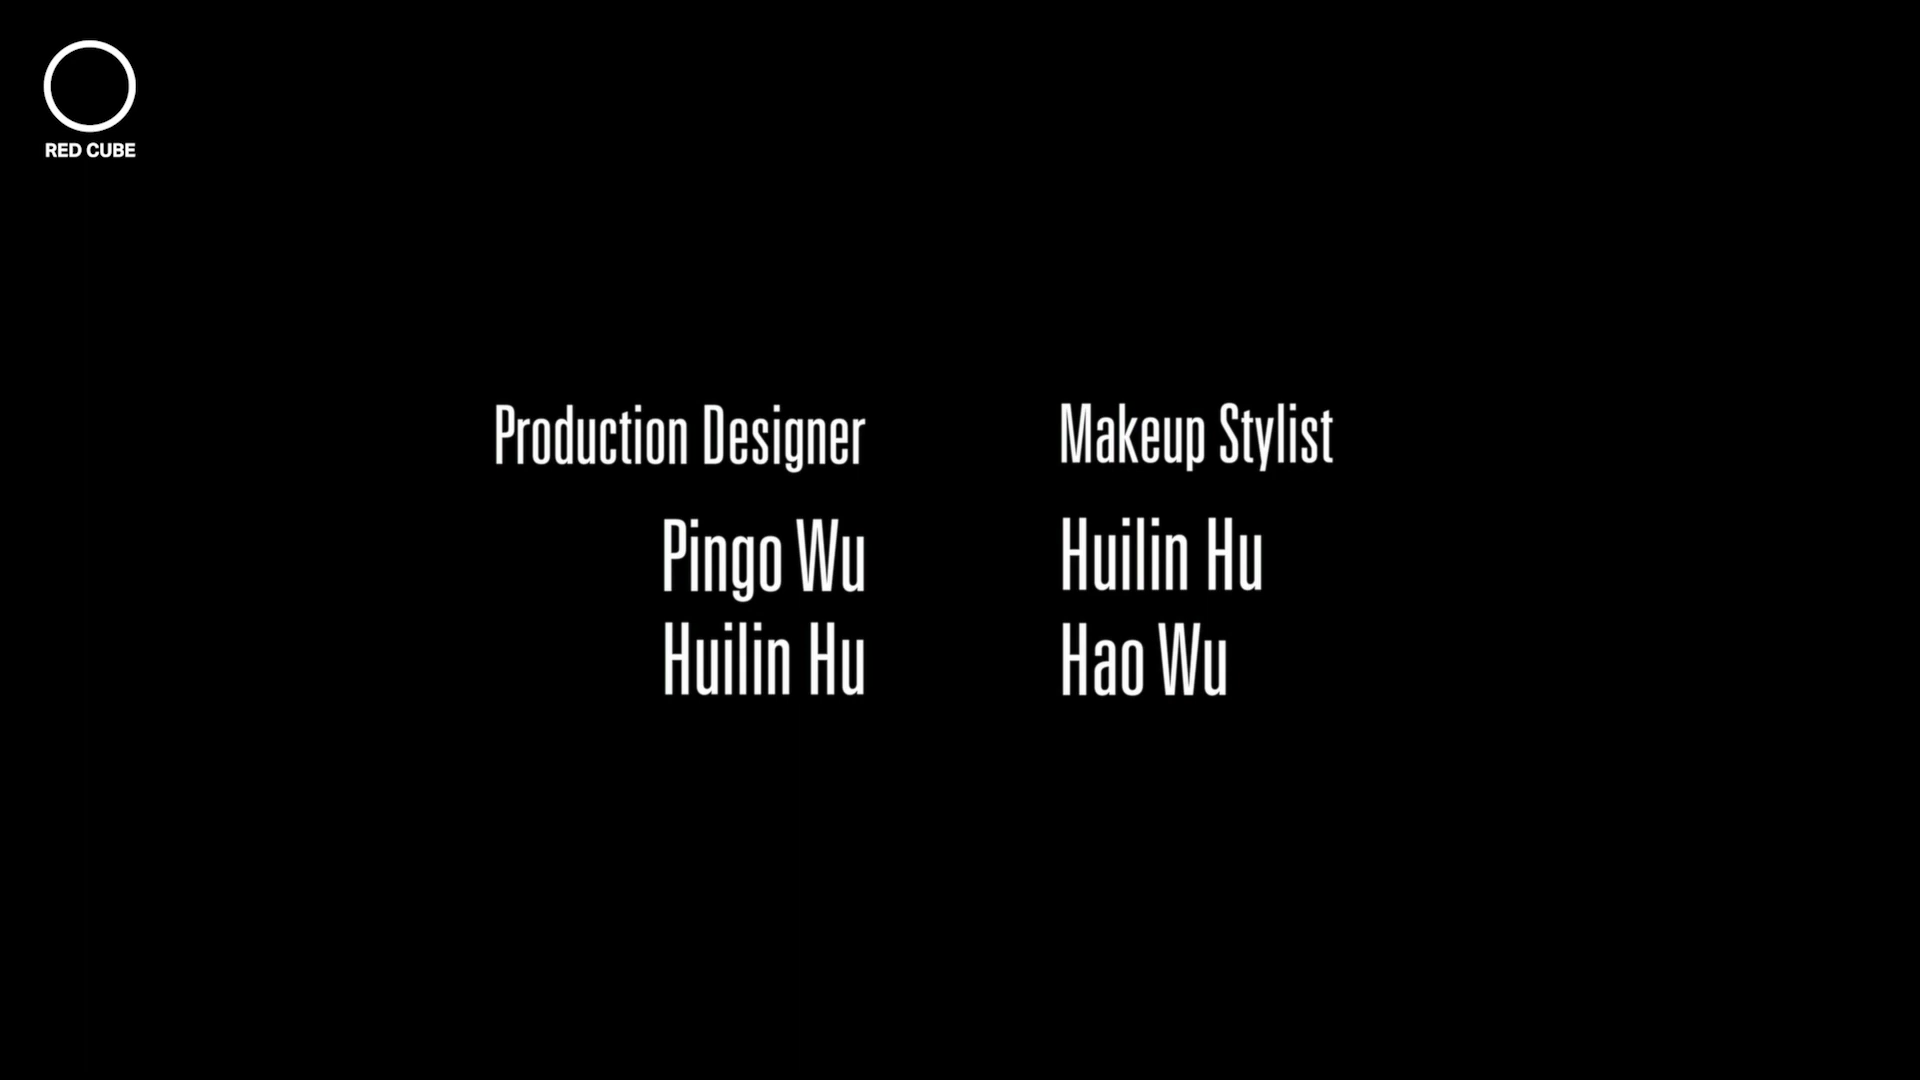 RED CUBE
Production Designer
Pingo Wu
Huilin Hu
Makeup Stylist
Huilin Hu
Hao Wu